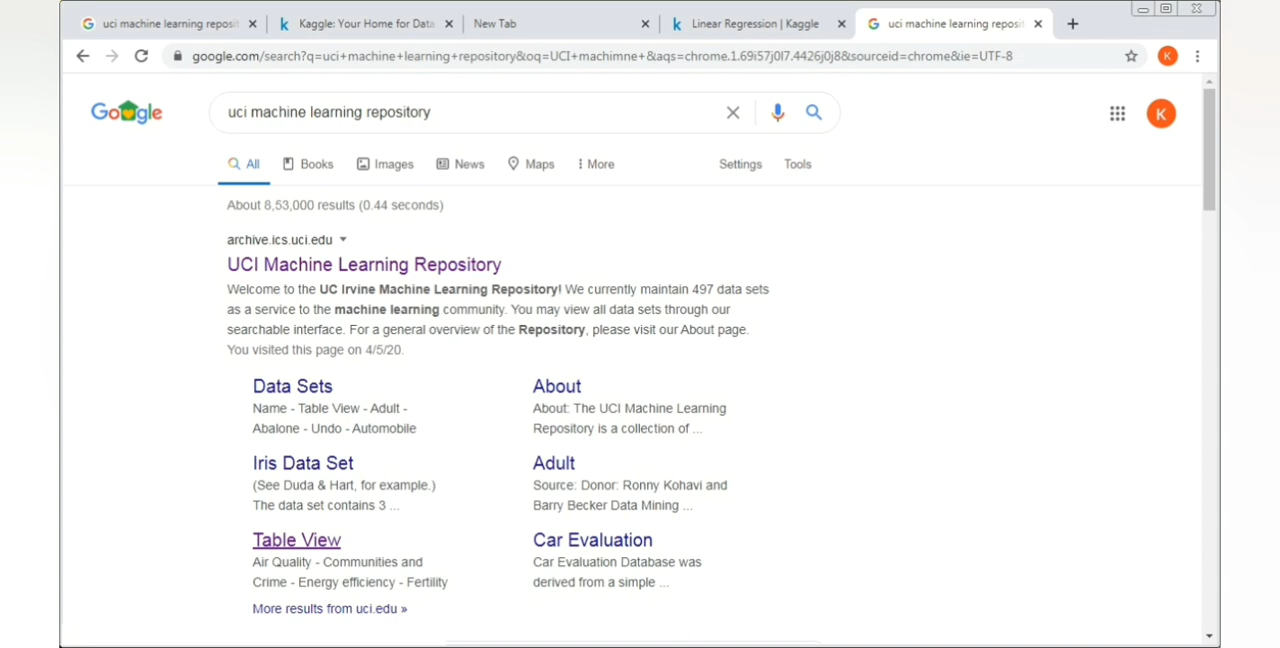 uci machine learning reposit
Kaggle: Your Home for Data
New Tab
Linear Regression | Kaggle
uci machine learning reposit
google.com/search?q=uci+machine+learning+repository&oq=UCI+machimne+&aqs=chrome.1.69i57j0l7.4426j0j8&sourceid=chrome&ie=UTF-8
K
Google
uci machine learning repository
K
All
Books
Images
News
Maps
More
Settings
Tools
About 8,53,000 results (0.44 seconds)
archive.ics.uci.edu
UCI Machine Learning Repository
Welcome to the UC Irvine Machine Learning Repository! We currently maintain 497 data sets
as a service to the machine learning community. You may view all data sets through our
searchable interface. For a general overview of the Repository, please visit our About page.
You visited this page on 4/5/20.
Data Sets
Name - Table View - Adult -
Abalone - Undo - Automobile
About
About: The UCI Machine Learning
Repository is a collection of ...
Iris Data Set
(See Duda & Hart, for example.)
The data set contains 3 ...
Adult
Source: Donor: Ronny Kohavi and
Barry Becker Data Mining ...
Table View
Air Quality - Communities and
Crime - Energy efficiency - Fertility
Car Evaluation
Car Evaluation Database was
derived from a simple ...
More results from uci.edu »